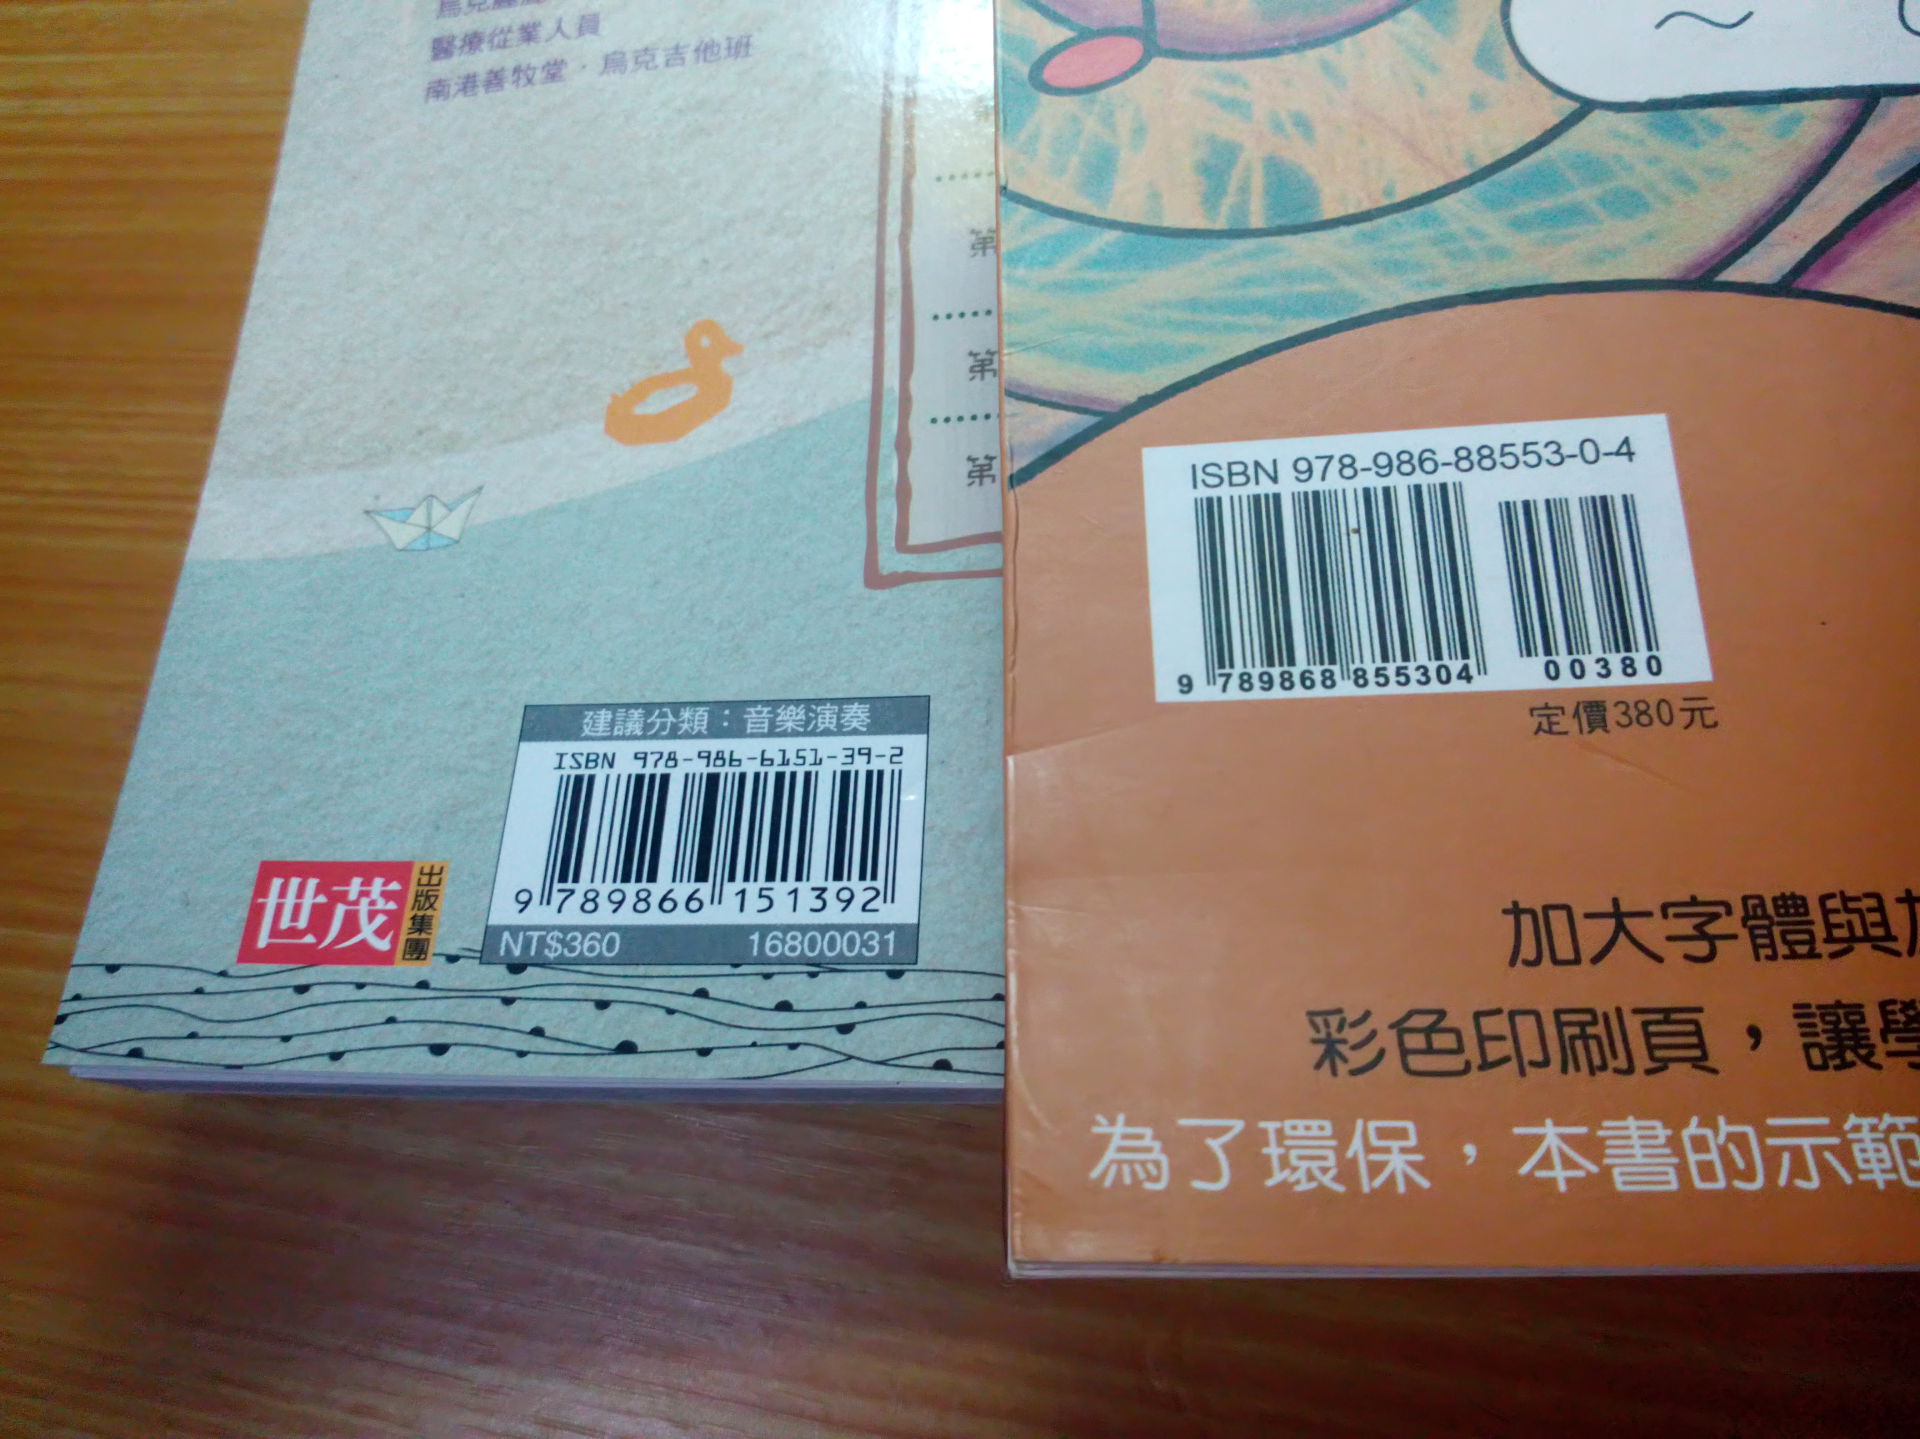 醫療從業人員
南港善牧堂．烏克吉他班
第
第
第
建議分類：音樂演奏
ISBN 978-986-6151-39-2
9 789866 151392
NT$360 16800031
世茂
出版集團
ISBN 978-986-88553-0-4
9 789868 855304
00380
定價380元
加大字體與
彩色印刷頁，讓學
為了環保，本書的示範